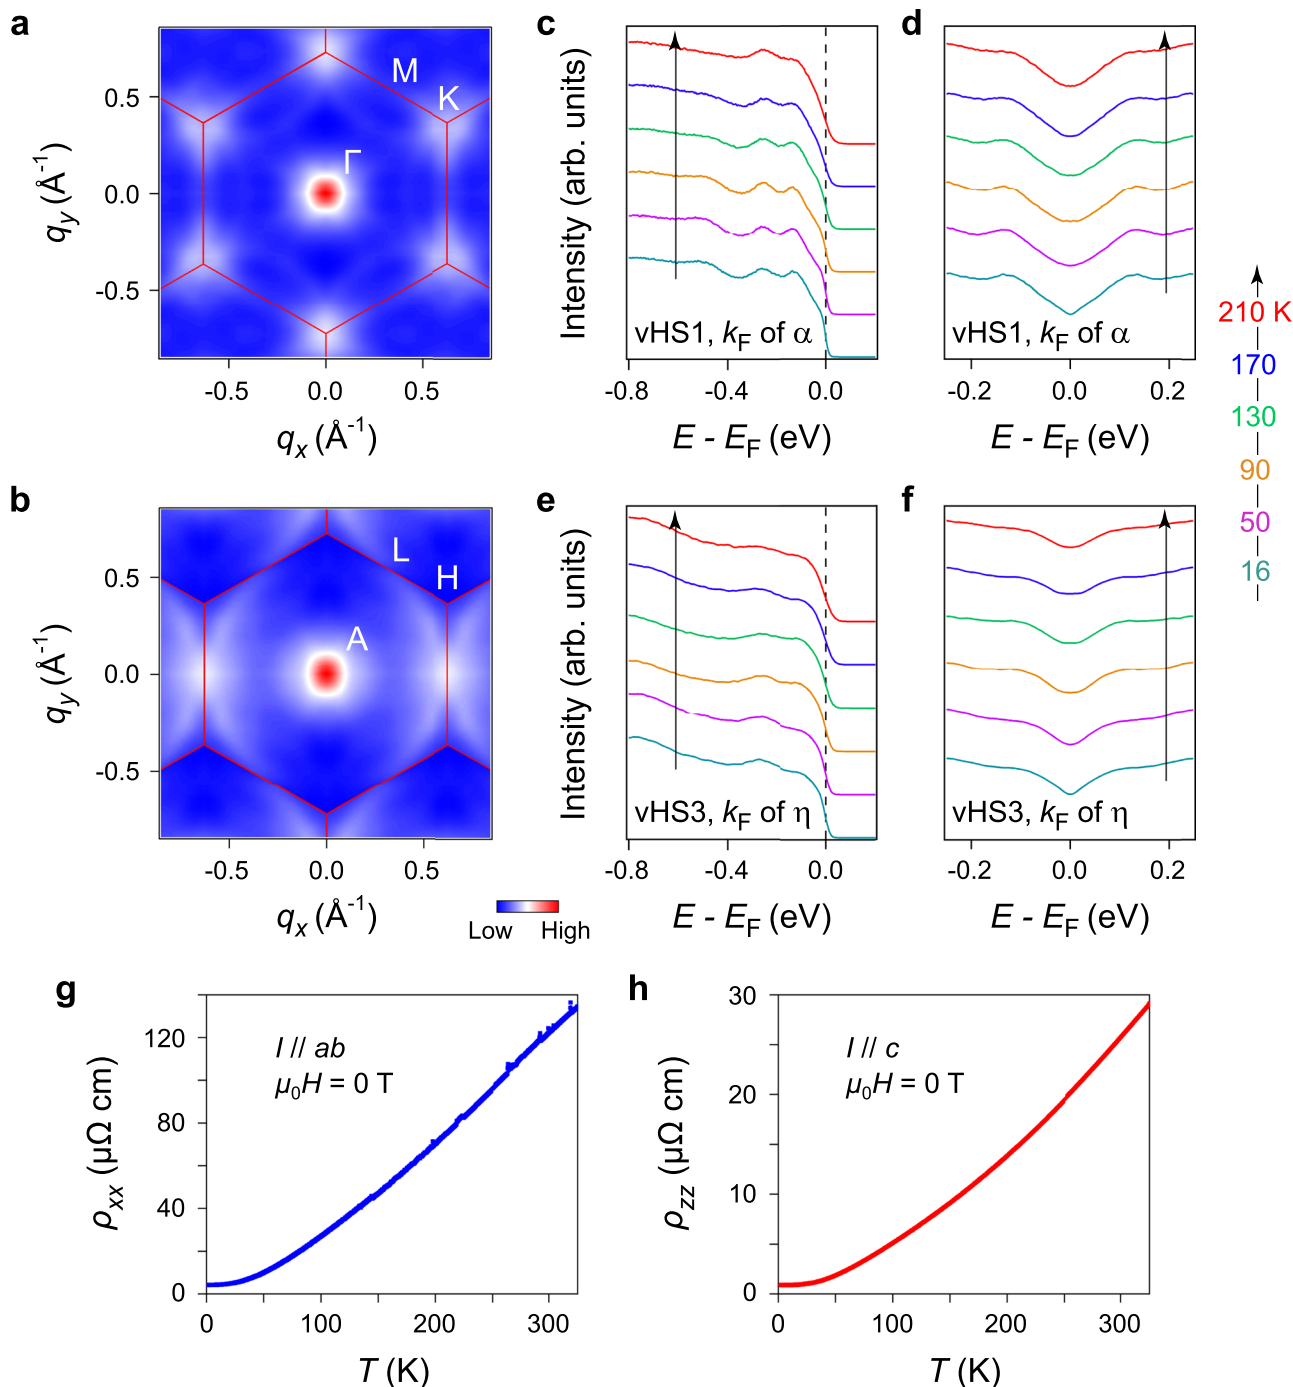 a
M
K
Γ
0.5
0.0
-0.5
q_y (Å⁻¹)
-0.5 0.0 0.5
q_x (Å⁻¹)
c
Intensity (arb. units)
vHS1, k_F of α
-0.8 -0.4 0.0
E - E_F (eV)
d
vHS1, k_F of α
-0.2 0.0 0.2
E - E_F (eV)
210 K
170
130
90
50
16
b
L
H
A
0.5
0.0
-0.5
q_y (Å⁻¹)
-0.5 0.0 0.5
q_x (Å⁻¹)
Low High
e
Intensity (arb. units)
vHS3, k_F of η
-0.8 -0.4 0.0
E - E_F (eV)
f
vHS3, k_F of η
-0.2 0.0 0.2
E - E_F (eV)
g
I // ab
μ₀H = 0 T
120
80
40
0
ρ_xx (μΩ cm)
0 100 200 300
T (K)
h
I // c
μ₀H = 0 T
30
20
10
0
ρ_zz (μΩ cm)
0 100 200 300
T (K)